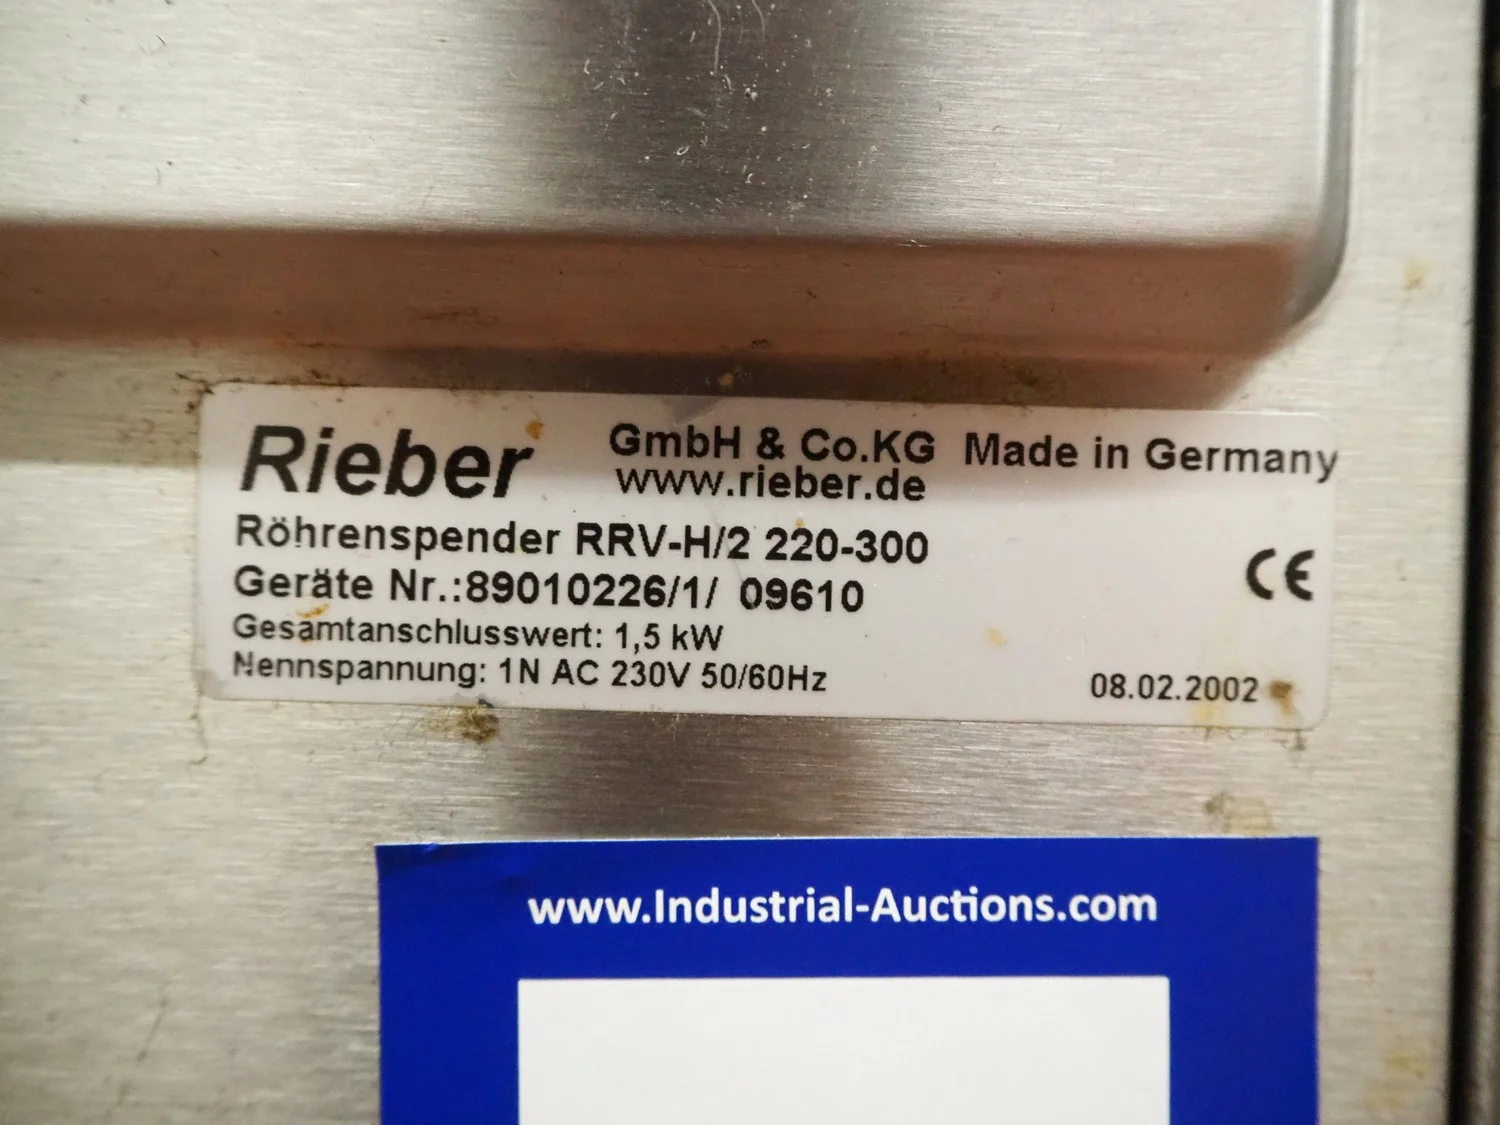 Rieber GmbH & Co.KG Made in Germany
www.rieber.de
Röhrenspender RRV-H/2 220-300
Geräte Nr.:89010226/1/ 09610
CE
Gesamtanschlusswert: 1,5 kW
Nennspannung: 1N AC 230V 50/60Hz
08.02.2002
www.Industrial-Auctions.com